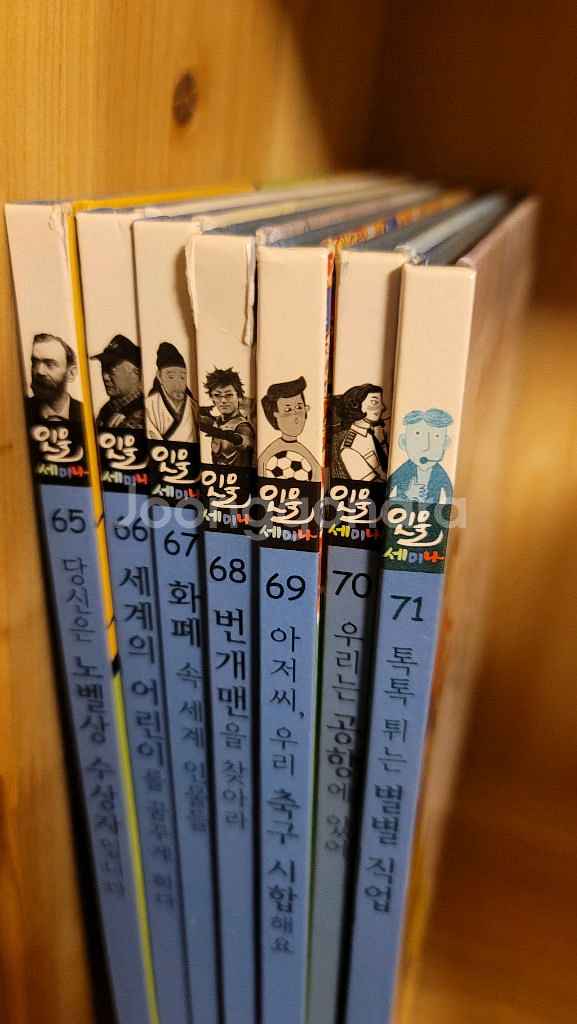 인물
세미나
65
당신은 노벨상 수상자입니다
인물
세미나
66
세계의 어린이를 꿈꾸게 하다
인물
세미나
67
화폐 속 세계 인물들
인물
세미나
68
번개맨을 찾아라
인물
세미나
69
아저씨, 우리 축구 시합해요
인물
세미나
70
우리는 공항에 있어
인물
세미나
71
톡톡 튀는 별별 직업